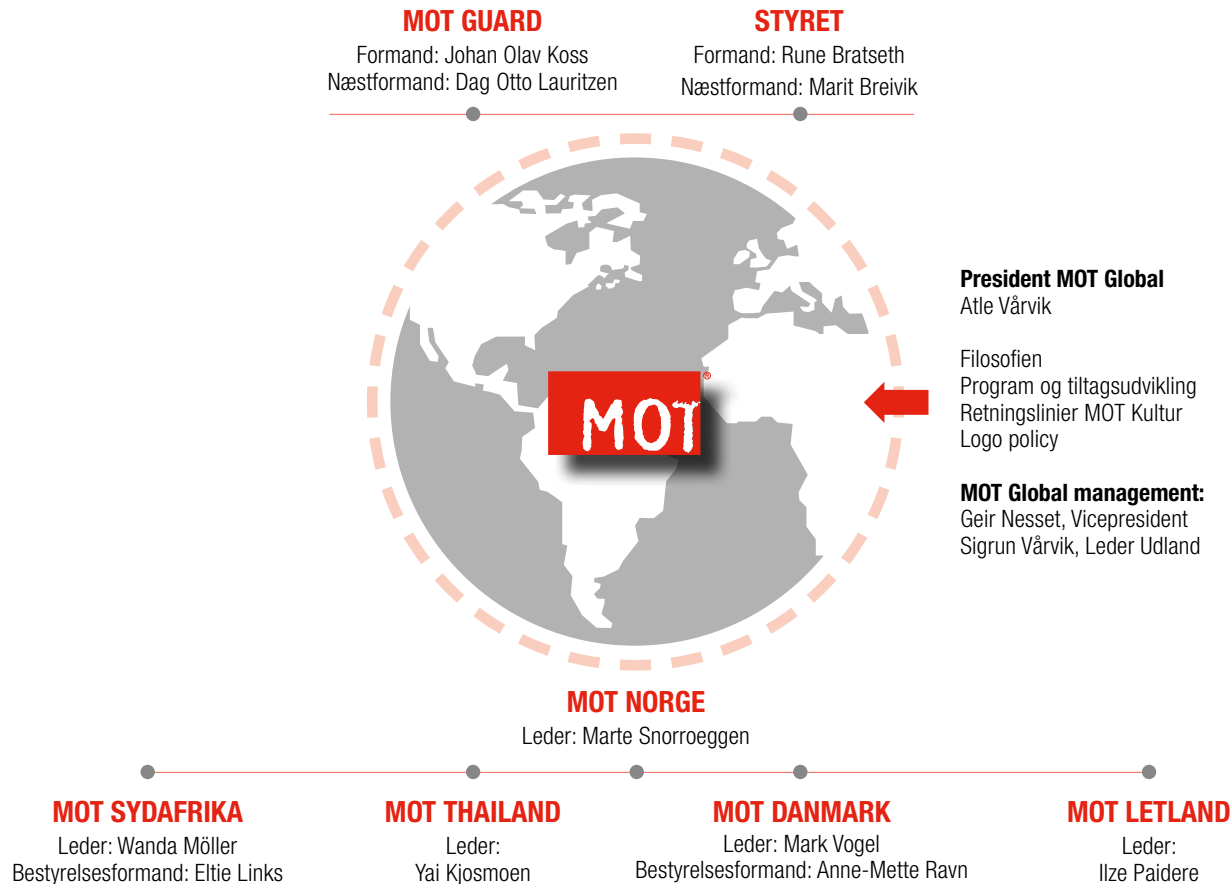 MOT GUARD
Formand: Johan Olav Koss
Næstformand: Dag Otto Lauritzen
STYRET
Formand: Rune Bratseth
Næstformand: Marit Breivik
President MOT Global
Atle Vårvik
Filosofien
Program og tiltagsudvikling
Retningslinier MOT Kultur
Logo policy
MOT Global management:
Geir Nesset, Vicepresident
Sigrun Vårvik, Leder Udland
MOT®
MOT NORGE
Leder: Marte Snorroeggen
MOT SYDAFRIKA
Leder: Wanda Möller
Bestyrelsesformand: Eltie Links
MOT THAILAND
Leder:
Yai Kjosmoen
MOT DANMARK
Leder: Mark Vogel
Bestyrelsesformand: Anne-Mette Ravn
MOT LETLAND
Leder:
Ilze Paidere